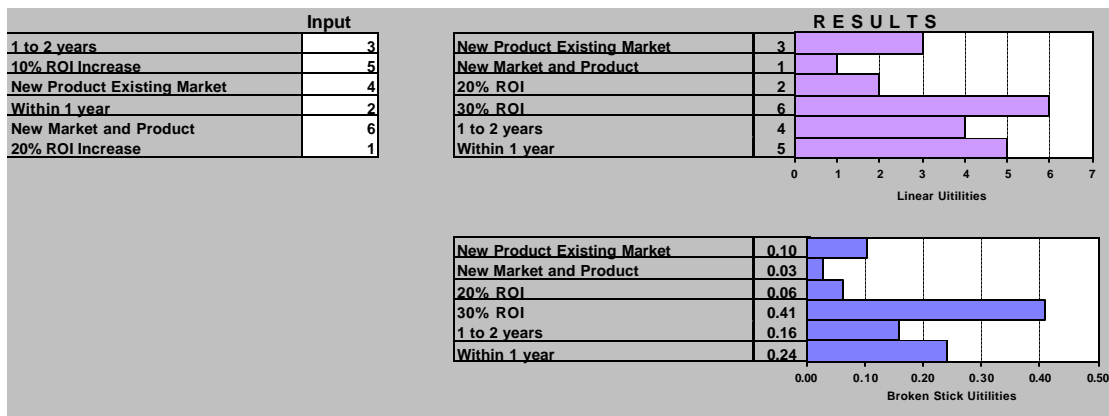 Input
1 to 2 years 3
10% ROI Increase 5
New Product Existing Market 4
Within 1 year 2
New Market and Product 6
20% ROI Increase 1
RESULTS
New Product Existing Market 3
New Market and Product 1
20% ROI 2
30% ROI 6
1 to 2 years 4
Within 1 year 5
0 1 2 3 4 5 6 7
Linear Uitilities
New Product Existing Market 0.10
New Market and Product 0.03
20% ROI 0.06
30% ROI 0.41
1 to 2 years 0.16
Within 1 year 0.24
0.00 0.10 0.20 0.30 0.40 0.50
Broken Stick Uitilities